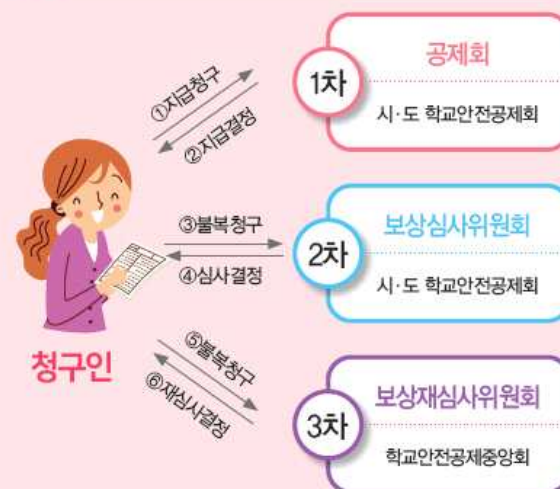 ①지급청구
②지급결정
1차
공제회
시·도 학교안전공제회
③불복청구
④심사결정
2차
보상심사위원회
시·도 학교안전공제회
청구인
⑤불복청구
⑥재심사결정
3차
보상재심사위원회
학교안전공제중앙회